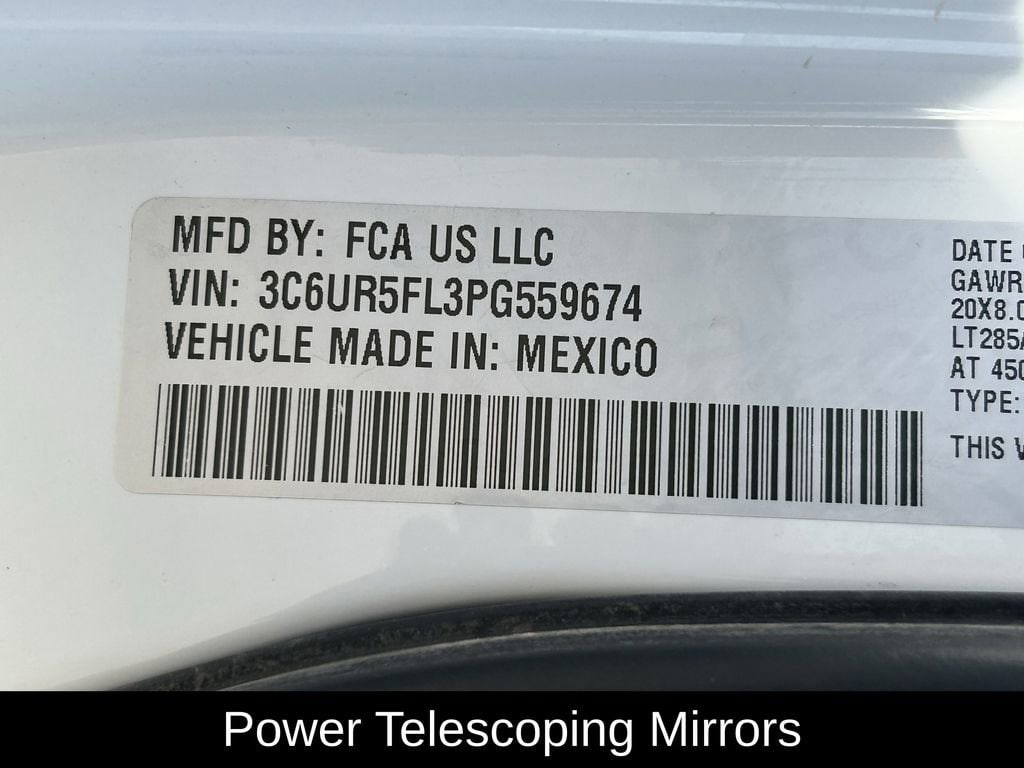 MFD BY: FCA US LLC
VIN: 3C6UR5FL3PG559674
VEHICLE MADE IN: MEXICO
DATE
GAWR
20X8.0
LT285/
AT 450
TYPE:
THIS
Power Telescoping Mirrors